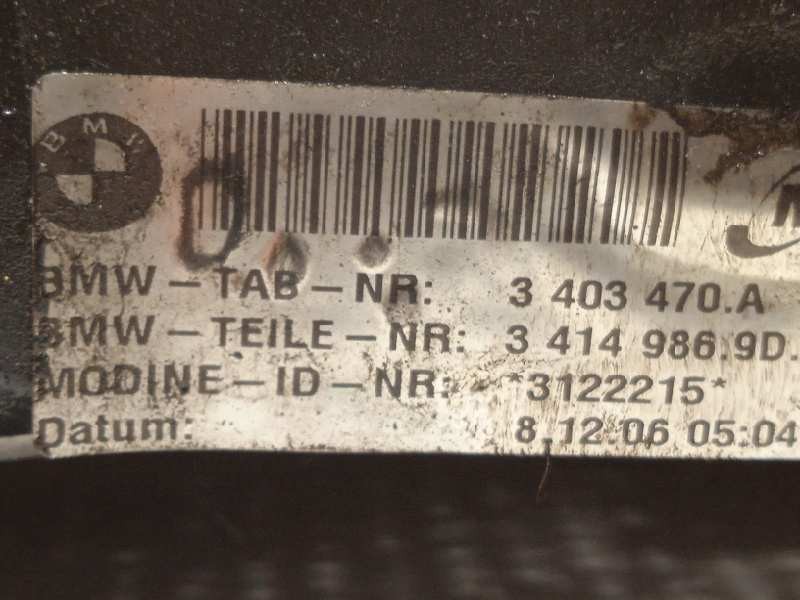 BMW
BMW-TAB-NR: 3 403 470.A
BMW-TEILE-NR: 3 414 986.9D.
MODINE-ID-NR: *3122215*
Datum: 8.12.06 05:04